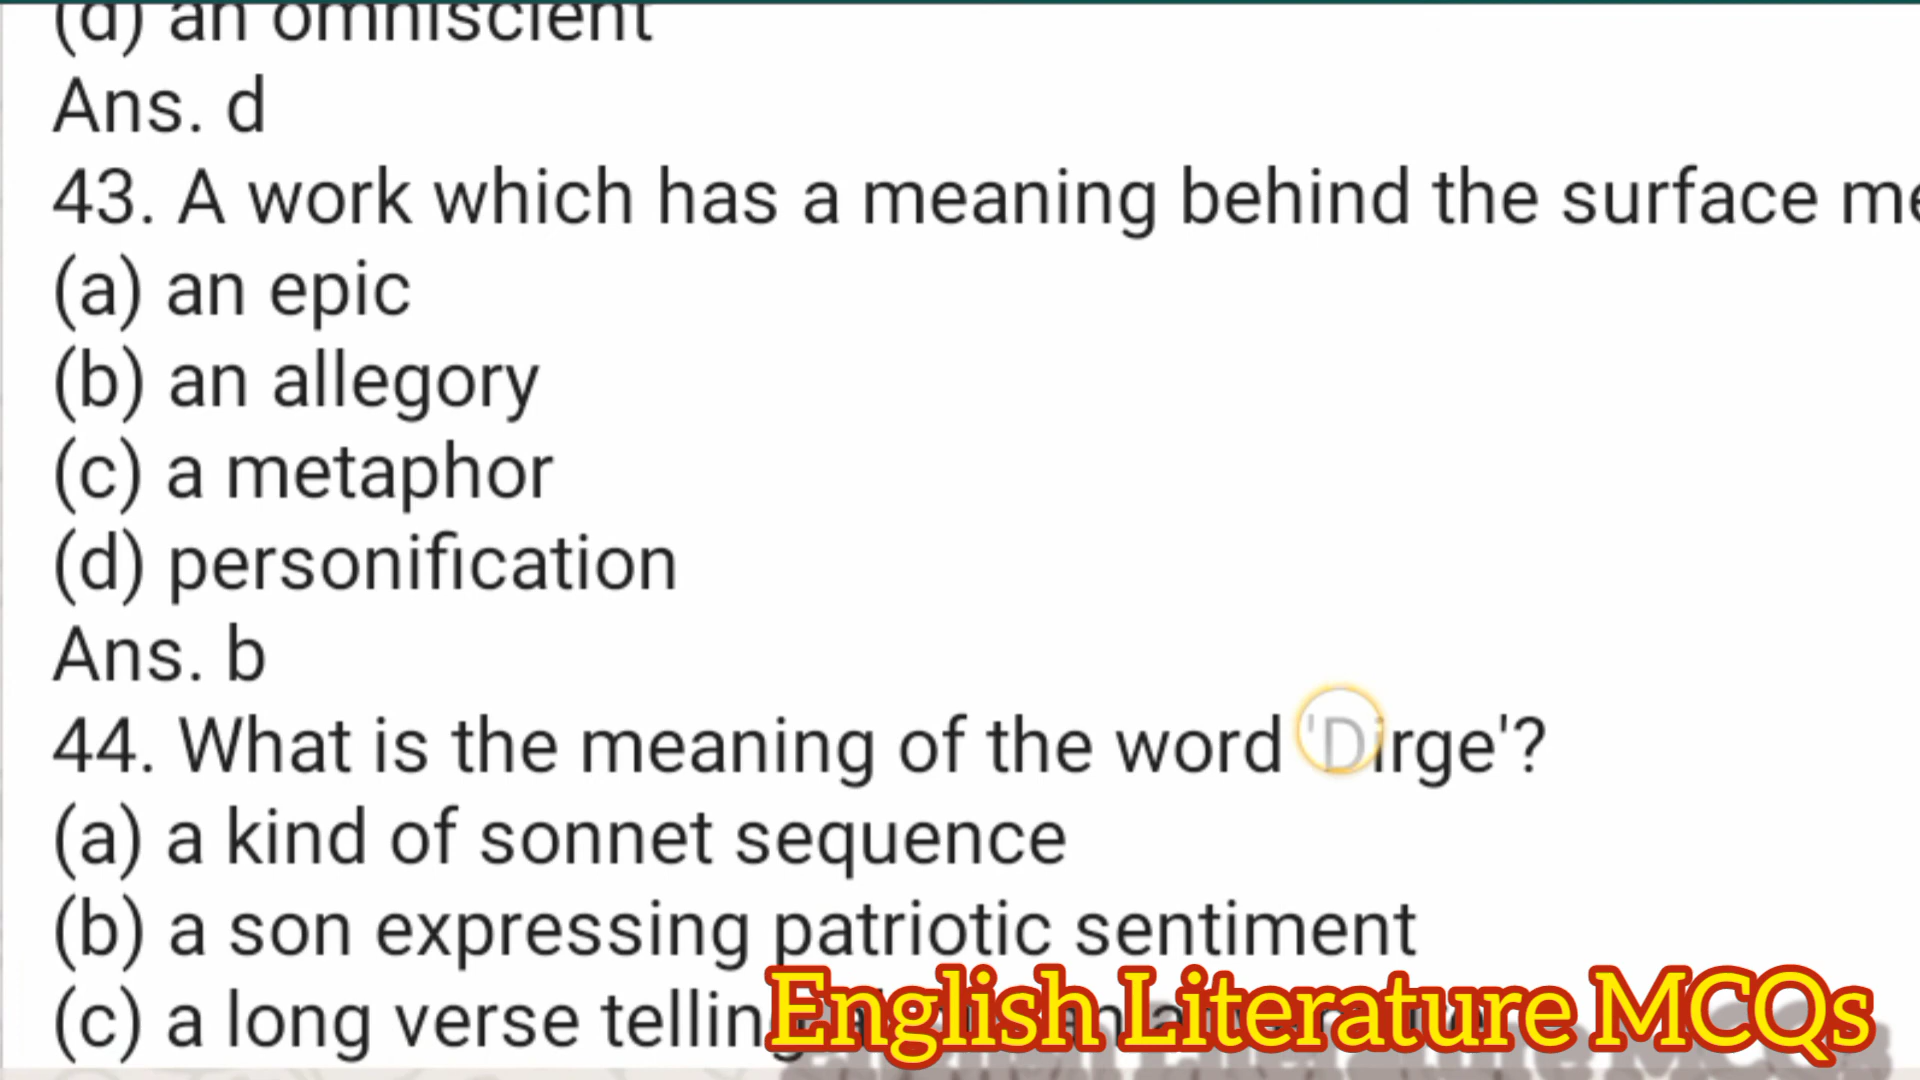 (d) an omniscient
Ans. d
43. A work which has a meaning behind the surface
(a) an epic
(b) an allegory
(c) a metaphor
(d) personification
Ans. b
44. What is the meaning of the word 'Dirge'?
(a) a kind of sonnet sequence
(b) a son expressing patriotic sentiment
(c) a long verse
English Literature MCQs